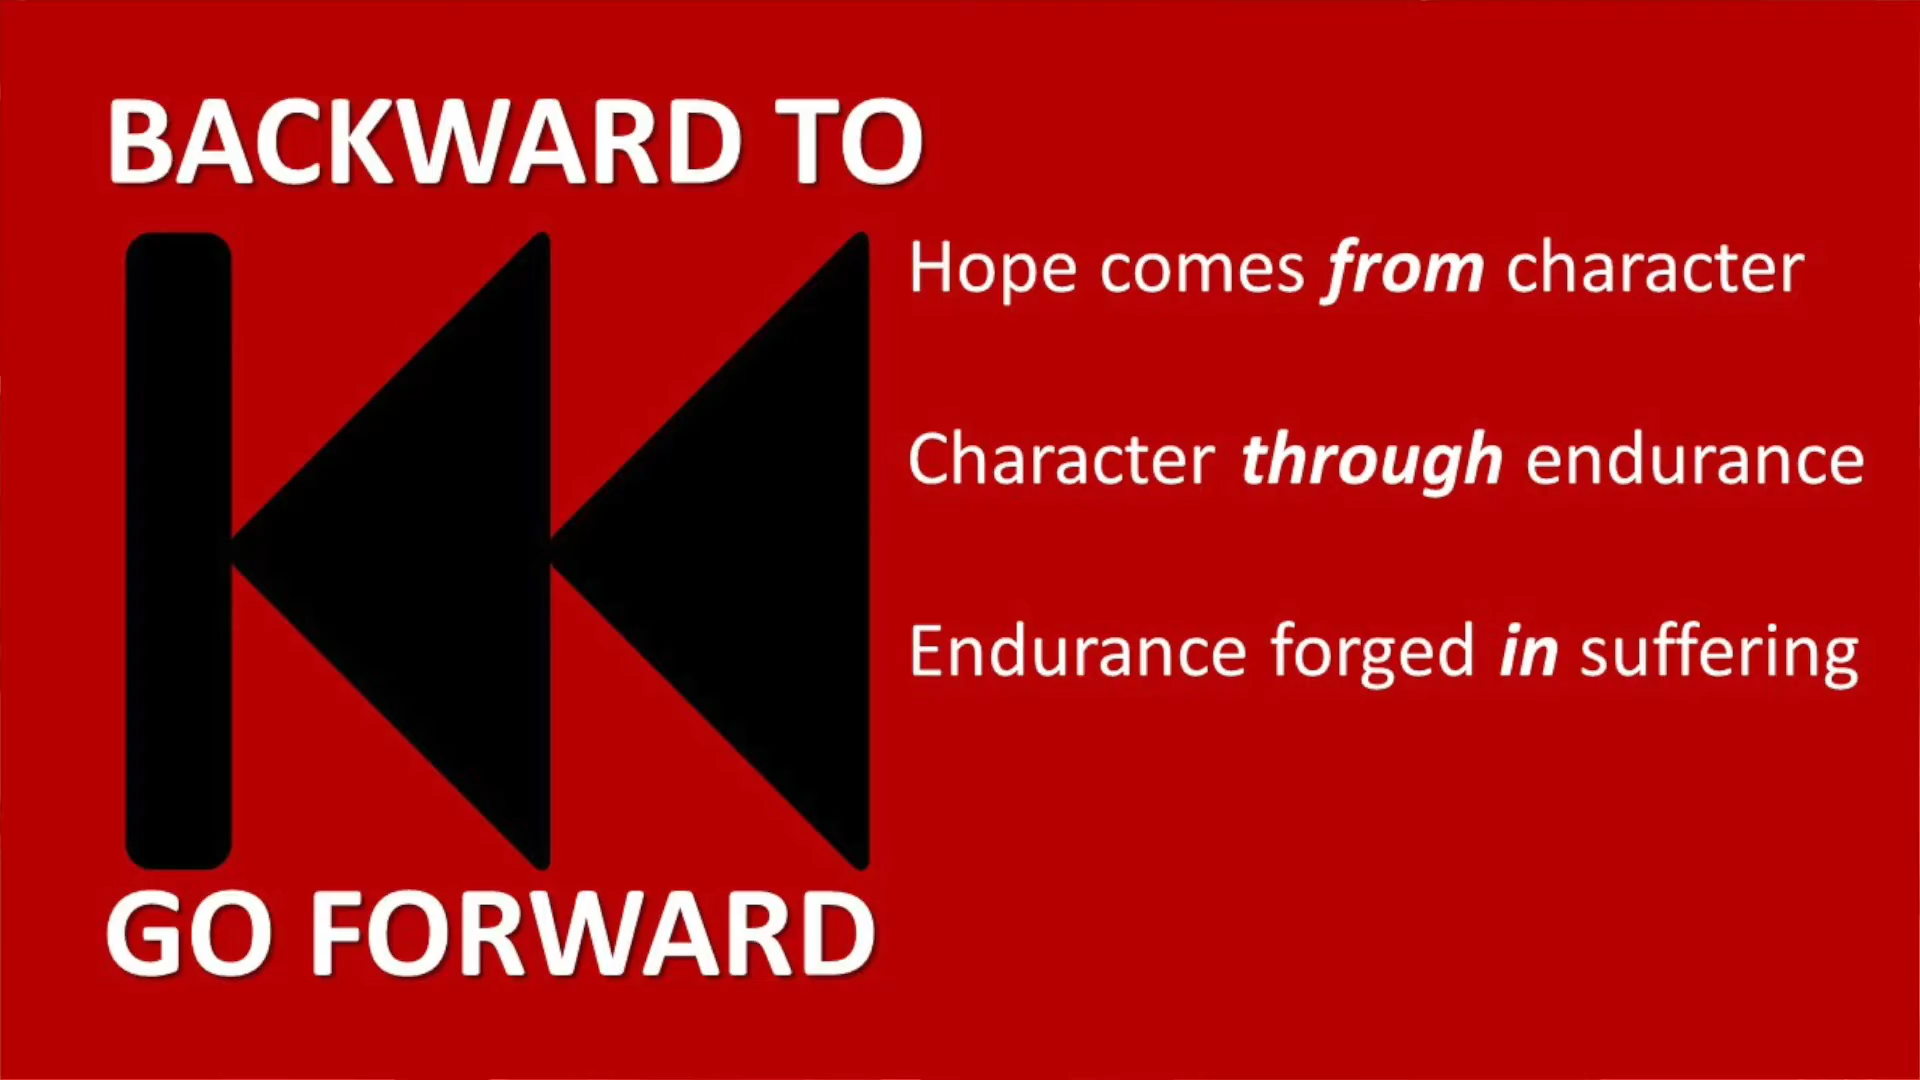 BACKWARD TO
Hope comes from character
Character through endurance
Endurance forged in suffering
GO FORWARD